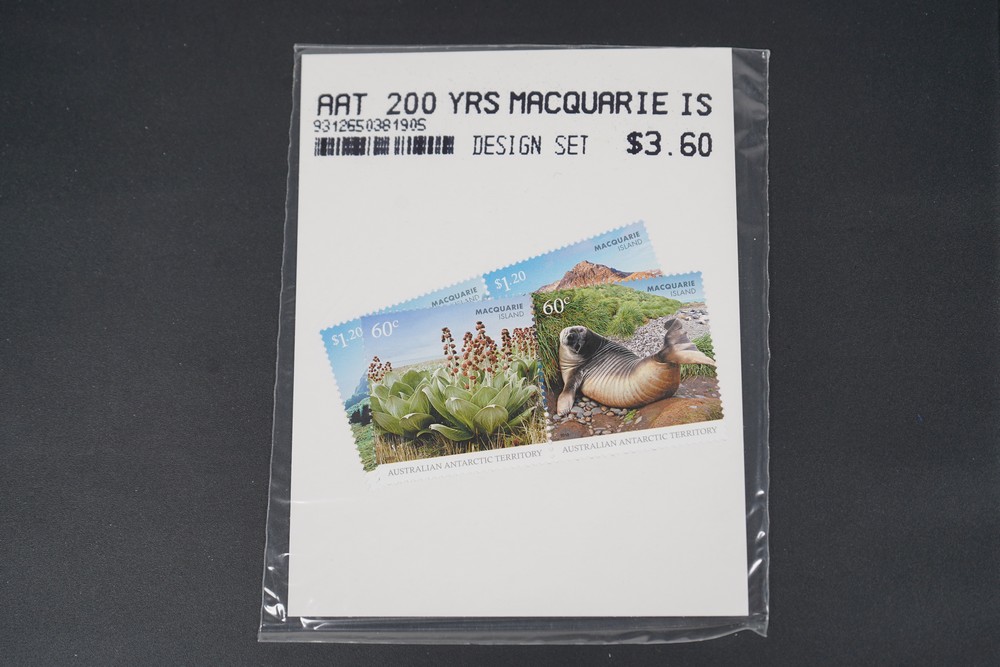 AAT 200 YRS MACQUARIE IS
9312650381905
DESIGN SET $3.60
MACQUARIE
ISLAND
$1.20
MACQUARIE
ISLAND
$1.20
MACQUARIE
ISLAND
60c
MACQUARIE
ISLAND
60c
AUSTRALIAN ANTARCTIC TERRITORY
AUSTRALIAN ANTARCTIC TERRITORY